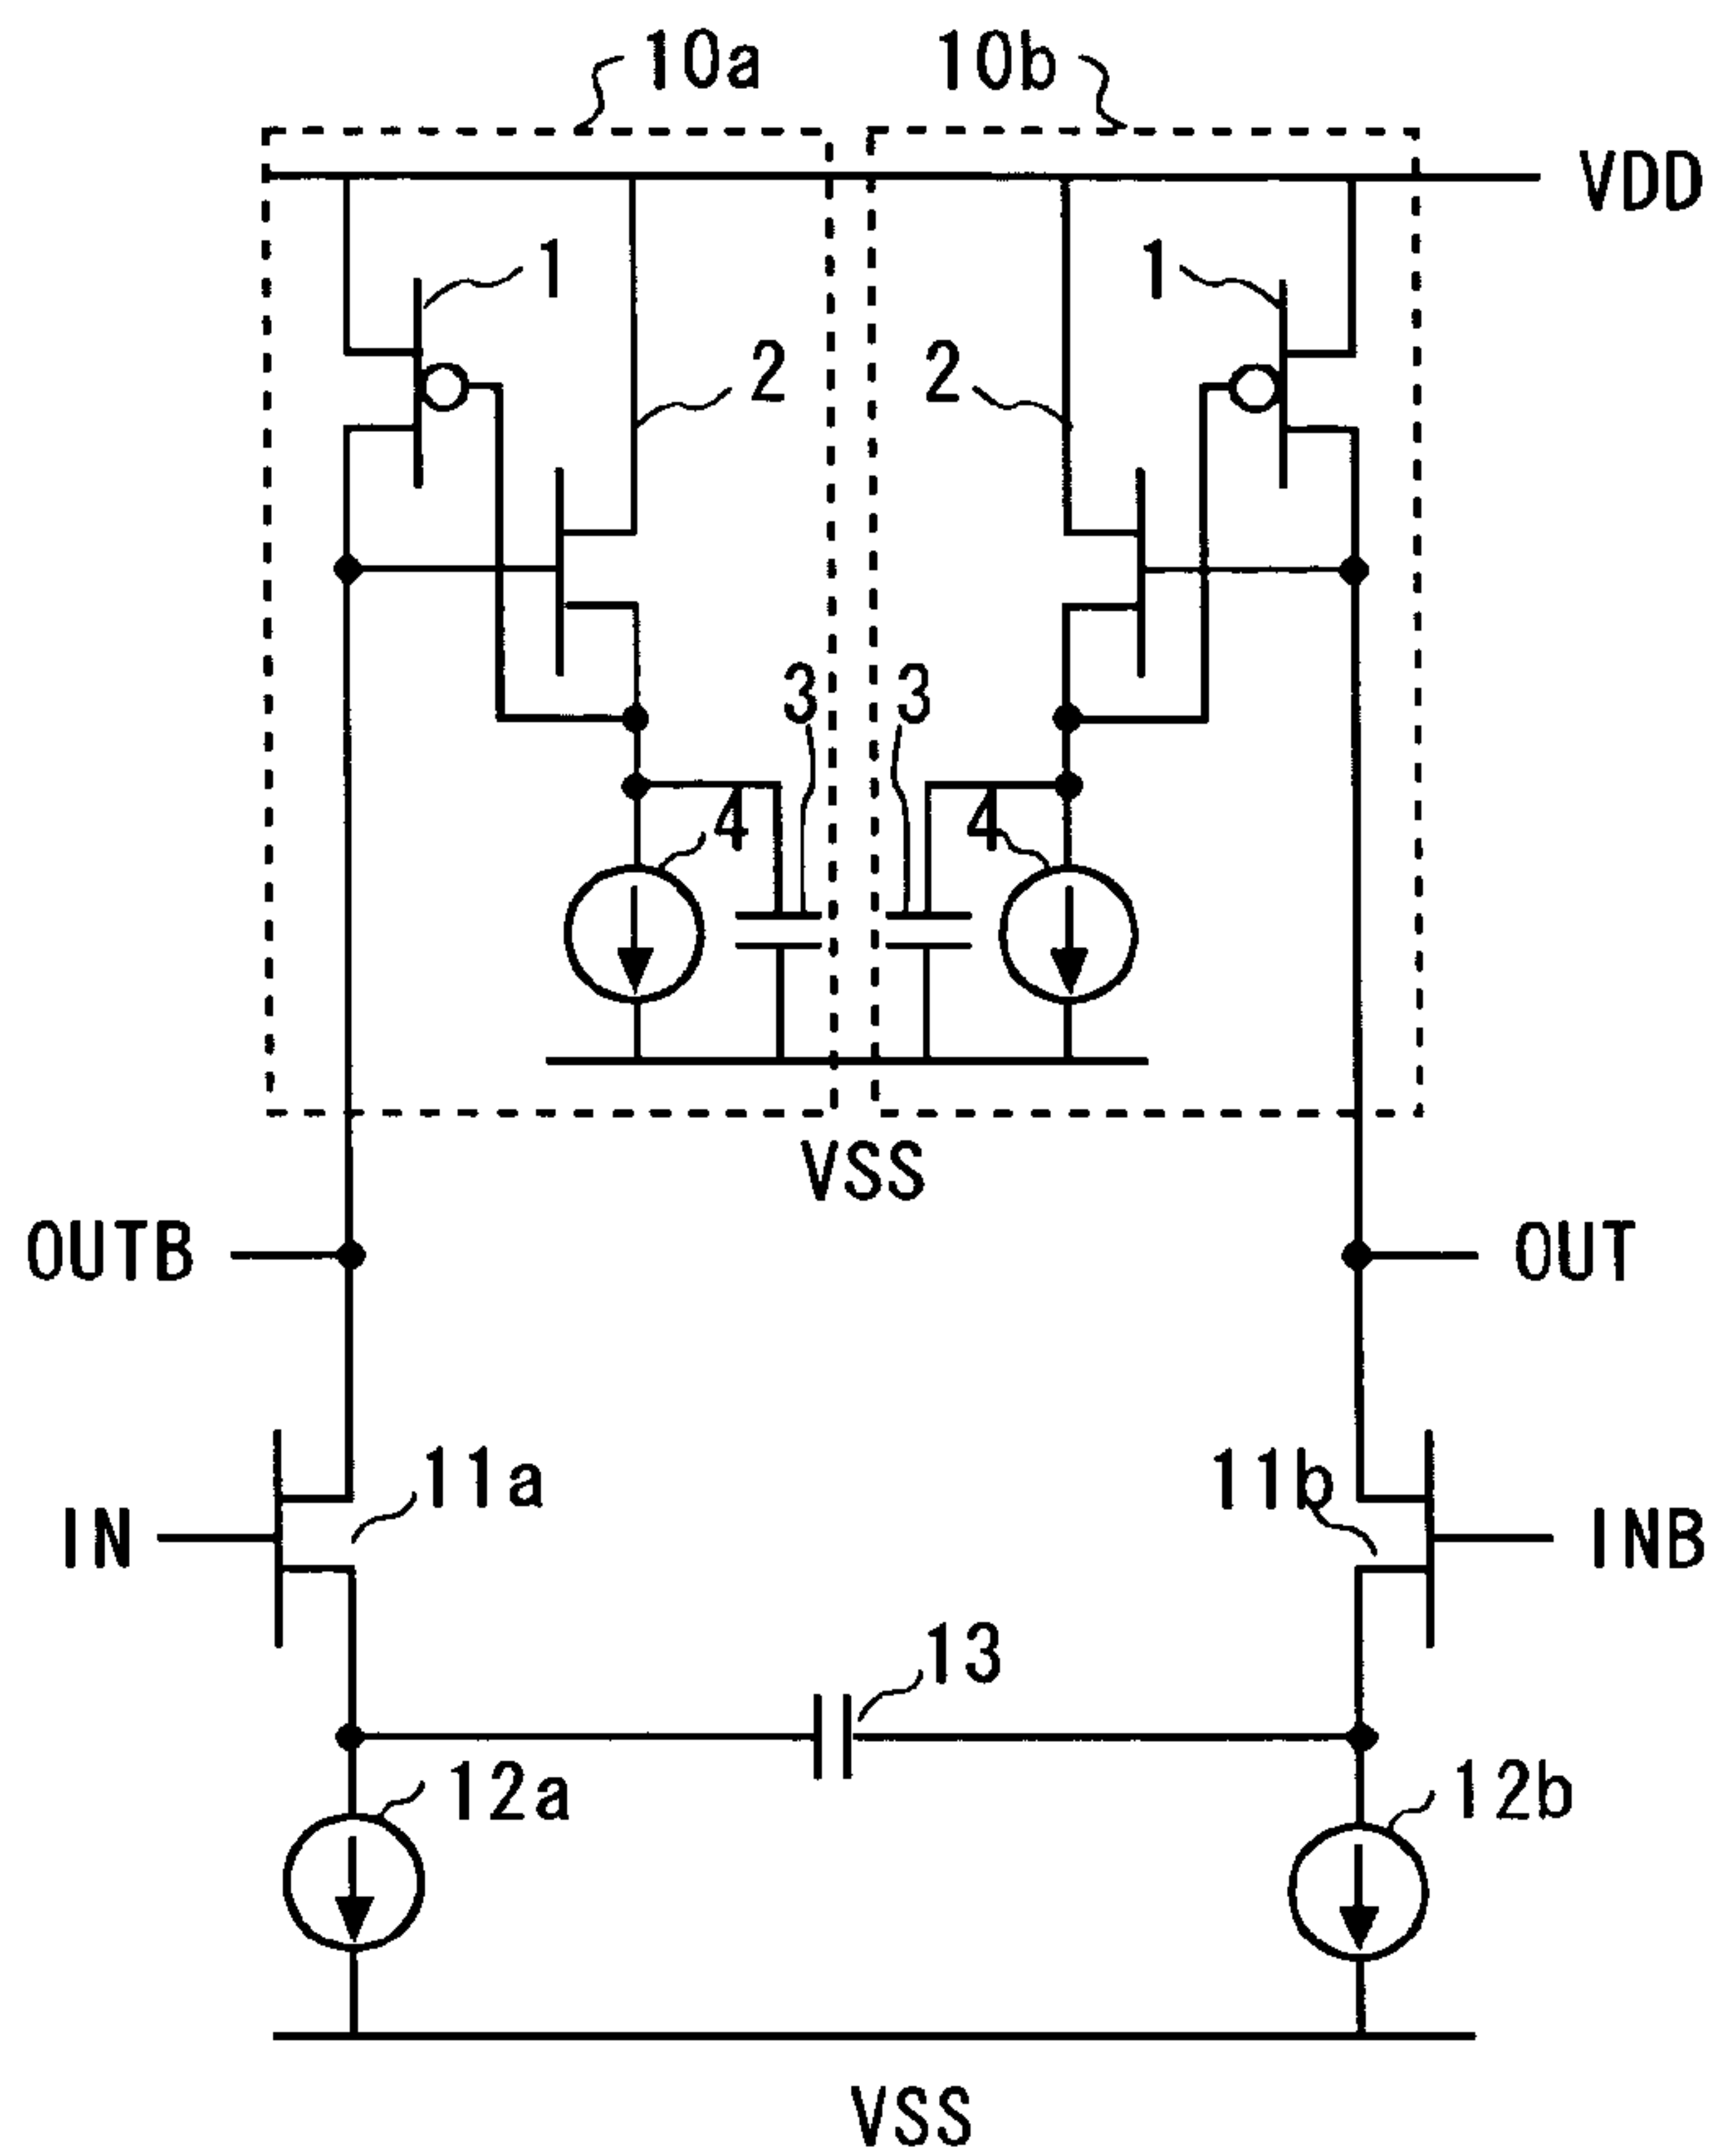 10a 10b
VDD
1 1
2 2
3 3
4 4
VSS
OUTB OUT
11a 11b
IN INB
13
12a 12b
VSS